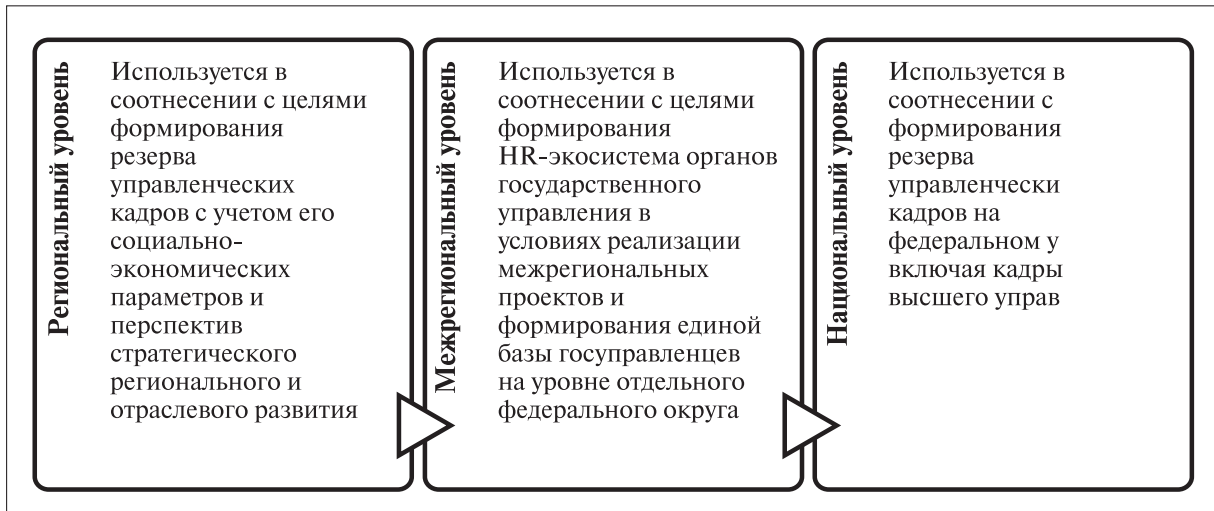 Региональный уровень
Используется в
соотнесении с целями
формирования
резерва
управленческих
кадров с учетом его
социально-
экономических
параметров и
перспектив
стратегического
регионального и
отраслевого развития
Межрегиональный уровень
Используется в
соотнесении с целями
формирования
HR-экосистема органов
государственного
управления в
условиях реализации
межрегиональных
проектов и
формирования единой
базы госуправленцев
на уровне отдельного
федерального округа
Национальный уровень
Используется в
соотнесении с
формирования
резерва
управленчески
кадров на
федеральном у
включая кадры
высшего управ